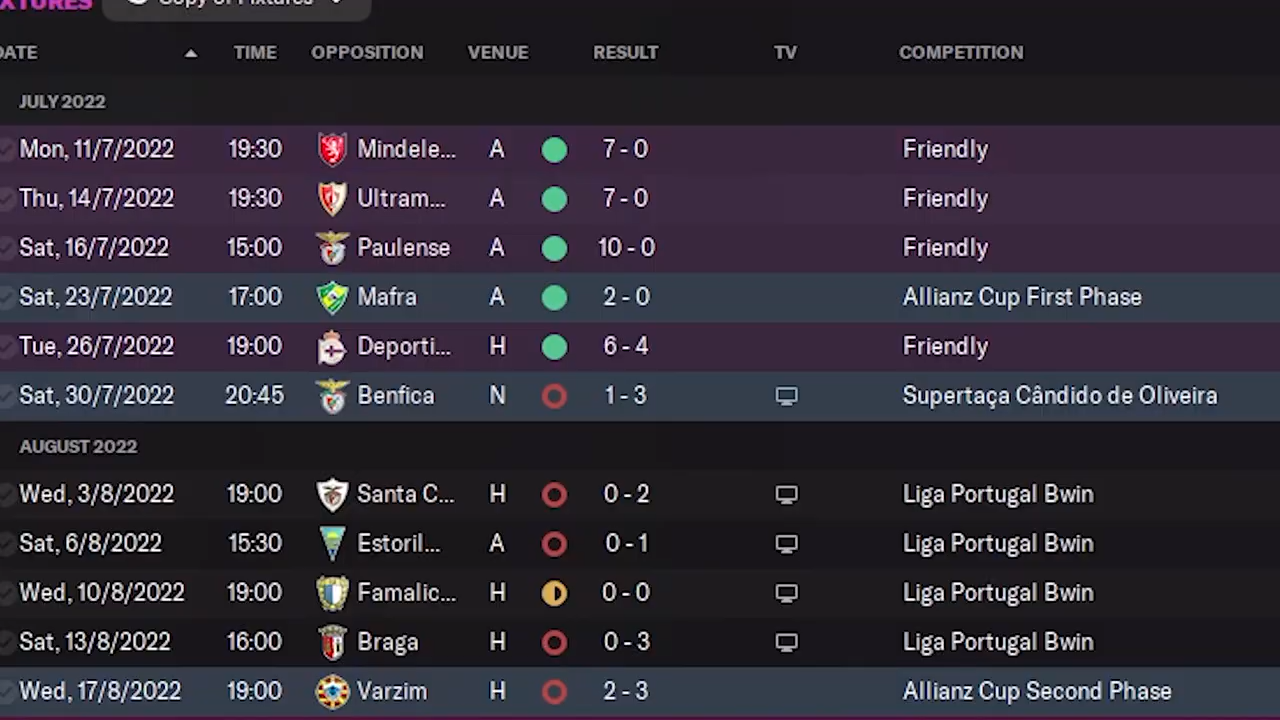 XTURES Copy of Fixtures
DATE TIME OPPOSITION VENUE RESULT TV COMPETITION
JULY 2022
Mon, 11/7/2022 19:30 Mindele... A 7 - 0 Friendly
Thu, 14/7/2022 19:30 Ultram... A 7 - 0 Friendly
Sat, 16/7/2022 15:00 Paulense A 10 - 0 Friendly
Sat, 23/7/2022 17:00 Mafra A 2 - 0 Allianz Cup First Phase
Tue, 26/7/2022 19:00 Deporti... H 6 - 4 Friendly
Sat, 30/7/2022 20:45 Benfica N 1 - 3 Supertaça Cândido de Oliveira
AUGUST 2022
Wed, 3/8/2022 19:00 Santa C... H 0 - 2 Liga Portugal Bwin
Sat, 6/8/2022 15:30 Estoril... A 0 - 1 Liga Portugal Bwin
Wed, 10/8/2022 19:00 Famalic... H 0 - 0 Liga Portugal Bwin
Sat, 13/8/2022 16:00 Braga H 0 - 3 Liga Portugal Bwin
Wed, 17/8/2022 19:00 Varzim H 2 - 3 Allianz Cup Second Phase